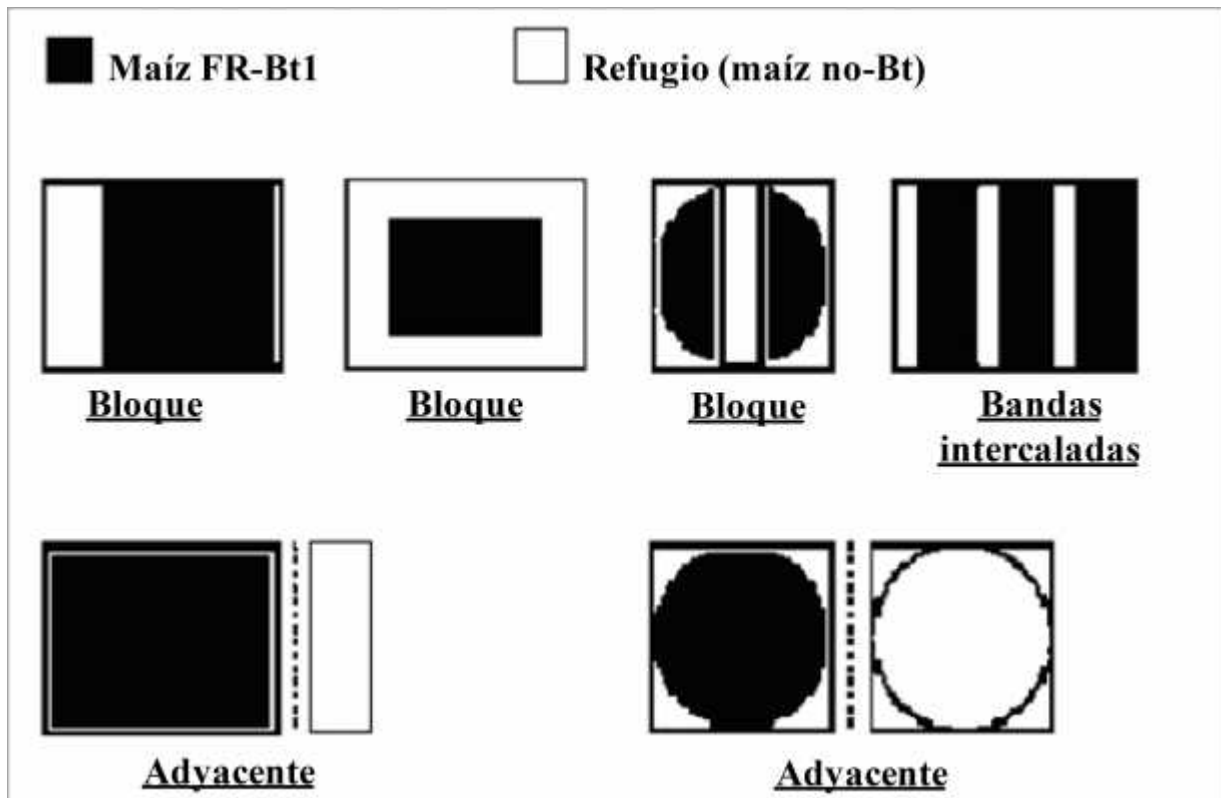 Maíz FR-Bt1
Refugio (maíz no-Bt)
Bloque
Bloque
Bloque
Bandas
intercaladas
Adyacente
Adyacente